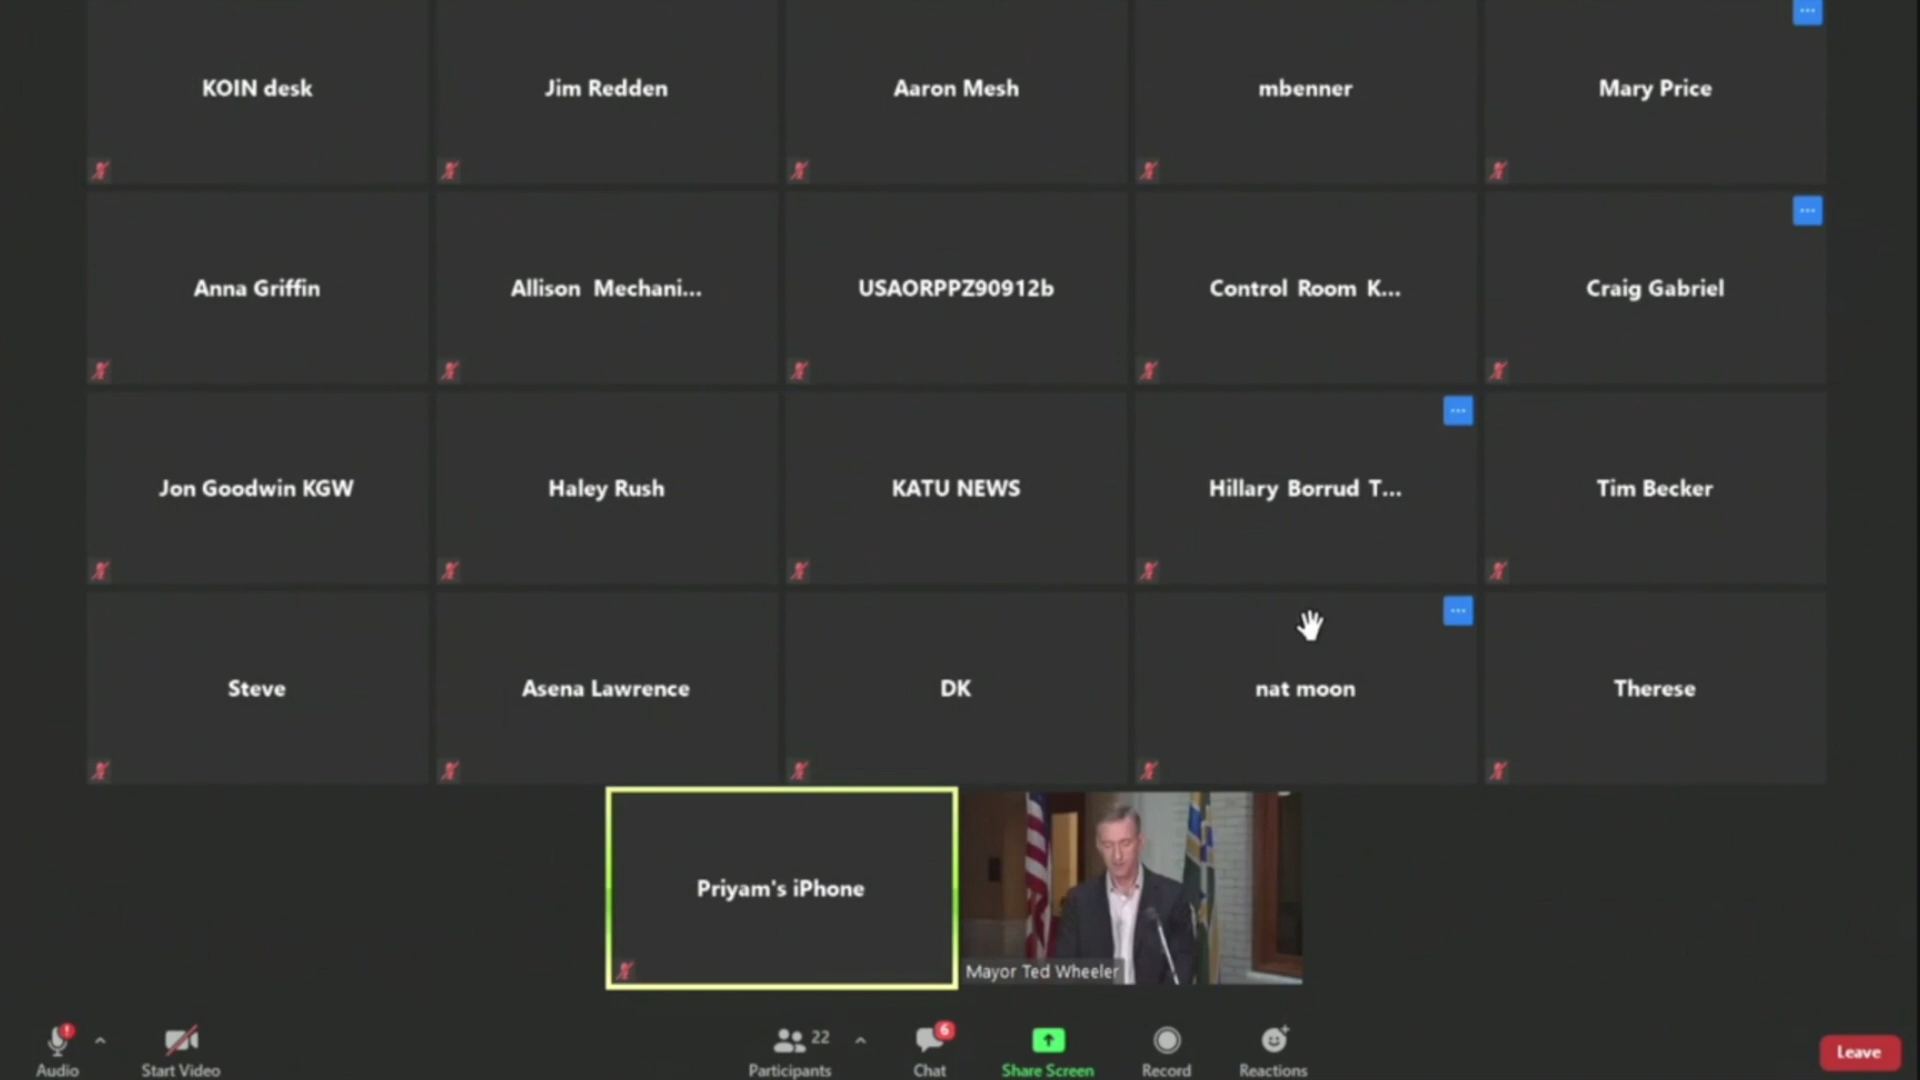 KOIN desk
Jim Redden
Aaron Mesh
mbenner
Mary Price
Anna Griffin
Allison Mechani...
USAORPPZ90912b
Control Room K...
Craig Gabriel
Jon Goodwin KGW
Haley Rush
KATU NEWS
Hillary Borrud T...
Tim Becker
Steve
Asena Lawrence
DK
nat moon
Therese
Priyam's iPhone
Mayor Ted Wheeler
22
6
Audio
Start Video
Participants
Chat
Share Screen
Record
Reactions
Leave